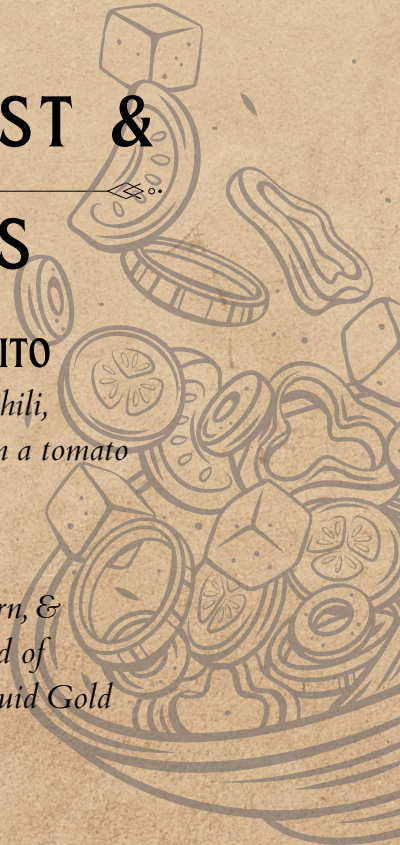 ST &
S
ITO
hili,
n a tomato
rn, &
d of
uid Gold